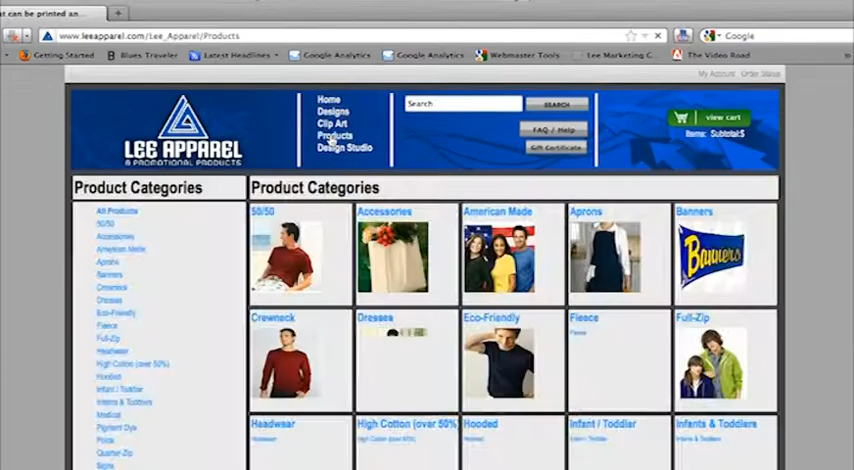 at can be printed an...
www.leeapparel.com/Lee_Apparel/Products
Google
Getting Started
Blues Traveler
Latest Headlines
Google Analytics
Google Analytics
Webmaster Tools
Lee Marketing C...
The Video Road
My Account Order Status
LEE APPAREL
& PROMOTIONAL PRODUCTS
Home
Designs
Clip Art
Products
Design Studio
Search
SEARCH
FAQ / Help
Gift Certificate
view cart
Items: Subtotal:$
Product Categories
All Products
50/50
Accessories
American Made
Aprons
Banners
Crewneck
Dresses
Eco-Friendly
Fleece
Full-Zip
Headwear
High Cotton (over 50%)
Hooded
Infant / Toddler
Infants & Toddlers
Medical
Pigment Dye
Polos
Quarter-Zip
Signs
Product Categories
50/50
Accessories
American Made
Aprons
Banners
Banners
Crewneck
Dresses
Eco-Friendly
Fleece
Fleece
Full-Zip
Headwear
Headwear
High Cotton (over 50%)
High Cotton (over 50%)
Hooded
Hooded
Infant / Toddler
Infant / Toddler
Infants & Toddlers
Infants & Toddlers